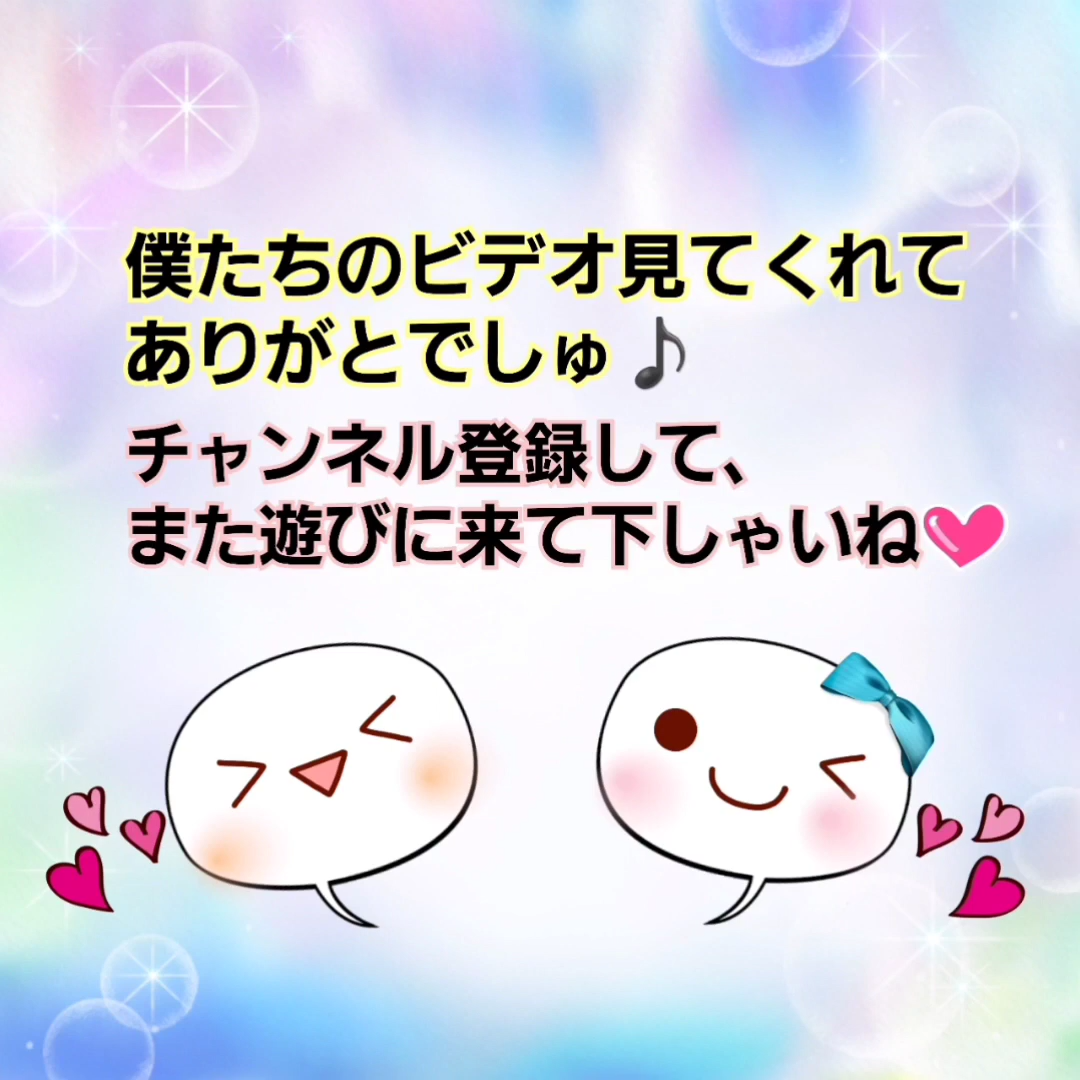 僕たちのビデオ見てくれて
ありがとでしゅ♪
チャンネル登録して、
また遊びに来て下しゃいね💗